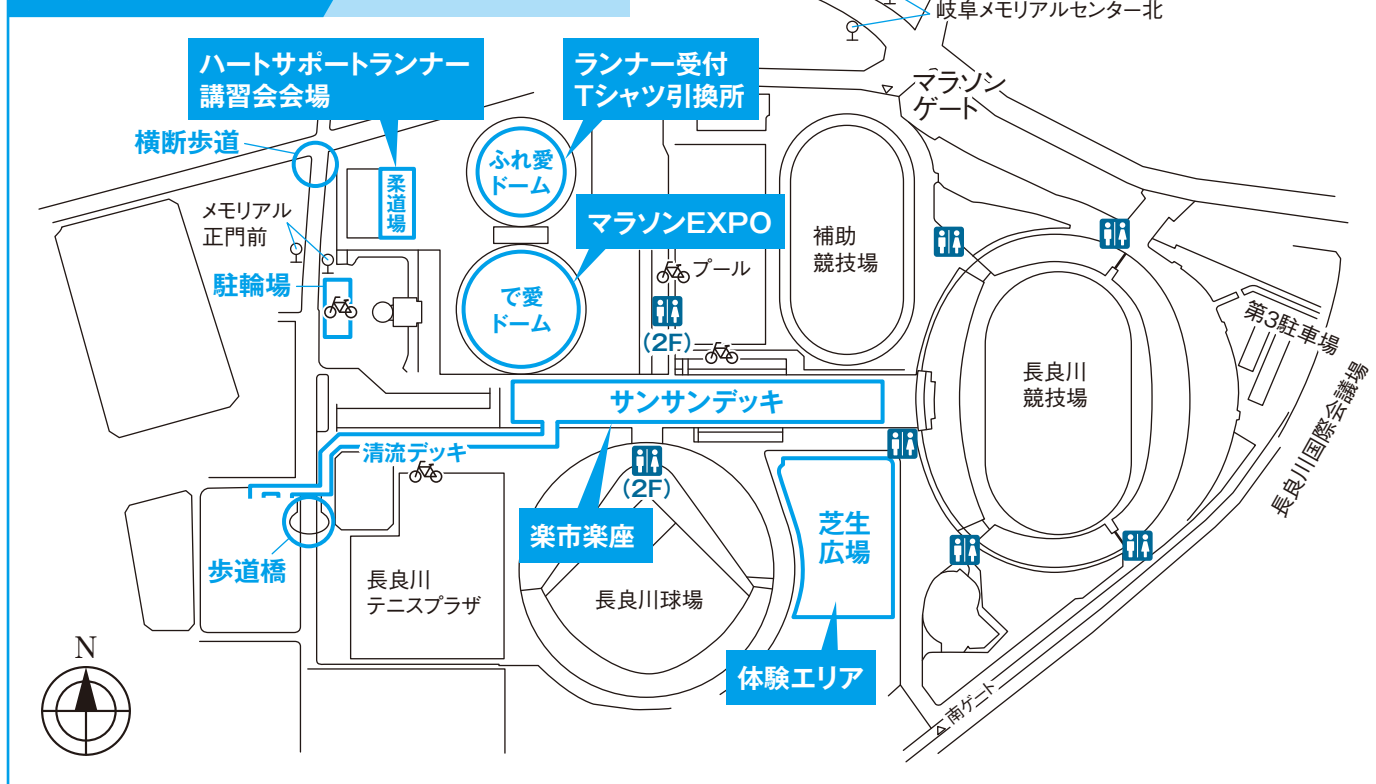 岐阜メモリアルセンター北
ハートサポートランナー
講習会会場
ランナー受付
Tシャツ引換所
マラソン
ゲート
横断歩道
ふれ愛
ドーム
柔道場
メモリアル
正門前
マラソンEXPO
補助
競技場
プール
駐輪場
で愛
ドーム
(2F)
第3駐車場
長良川
競技場
長良川国際会議場
サンサンデッキ
清流デッキ
(2F)
楽市楽座
芝生
広場
歩道橋
長良川
テニスプラザ
長良川球場
体験エリア
南ゲート
N